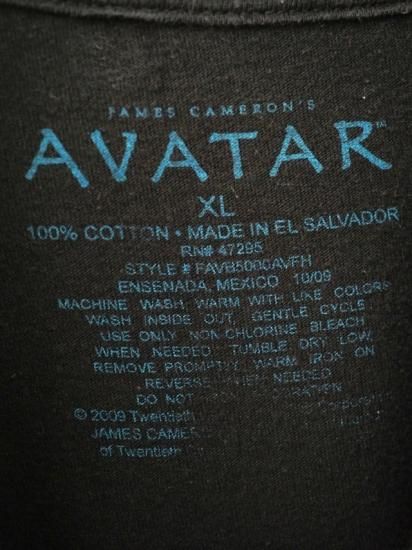 JAMES CAMERON'S
AVATAR™
XL
100% COTTON • MADE IN EL SALVADOR
RN# 47295
STYLE # FAVB5000AVFH
ENSENADA, MEXICO 10/09
MACHINE WASH WARM WITH LIKE COLORS
WASH INSIDE OUT, GENTLE CYCLE
USE ONLY NON-CHLORINE BLEACH
WHEN NEEDED. TUMBLE DRY LOW
REMOVE PROMPTLY. WARM IRON ON
REVERSE WHEN NEEDED
DO NOT
© 2009 Twentieth
JAMES
of Twentieth